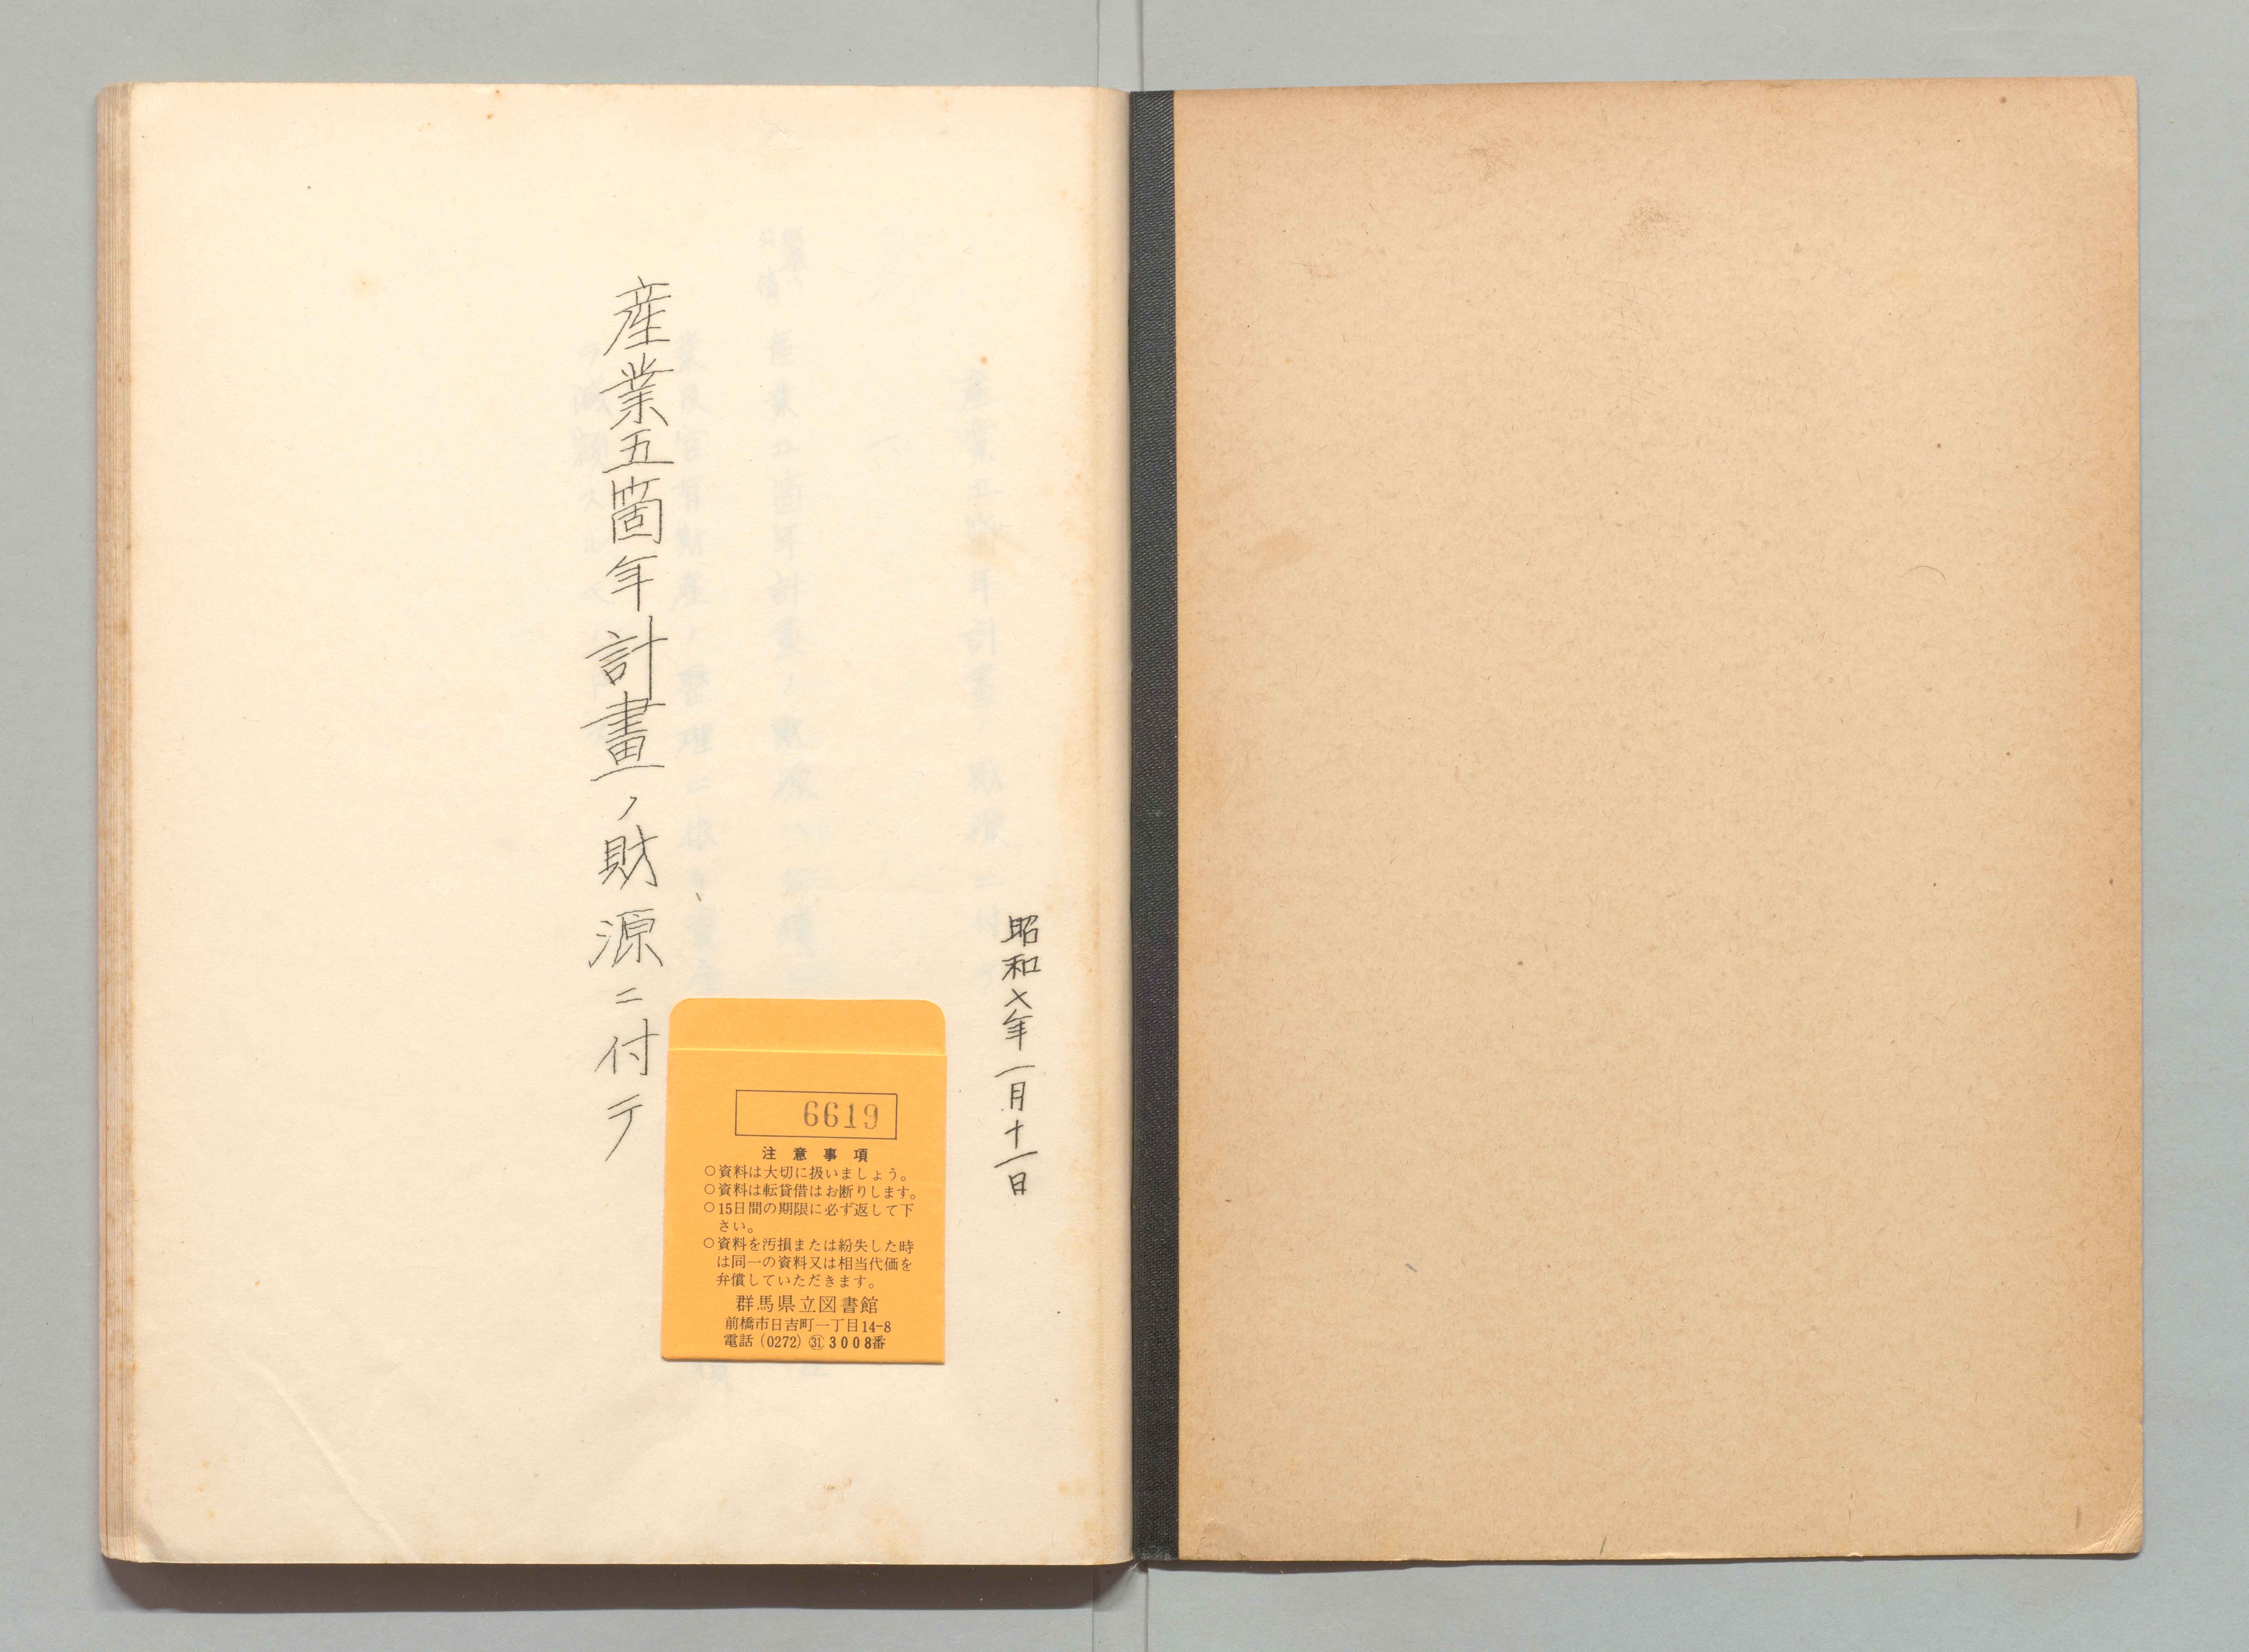 昭和七年一月十一日
産業五箇年計畫ノ財源ニ付テ
6619
注意事項
○資料は大切に扱いましょう。
○資料は転貸借はお断りします。
○15日間の期限に必ず返して下
さい。
○資料を汚損または紛失した時
は同一の資料又は相当代価を
弁償していただきます。
群馬県立図書館
前橋市日吉町一丁目14-8
電話（0272）㉛3008番